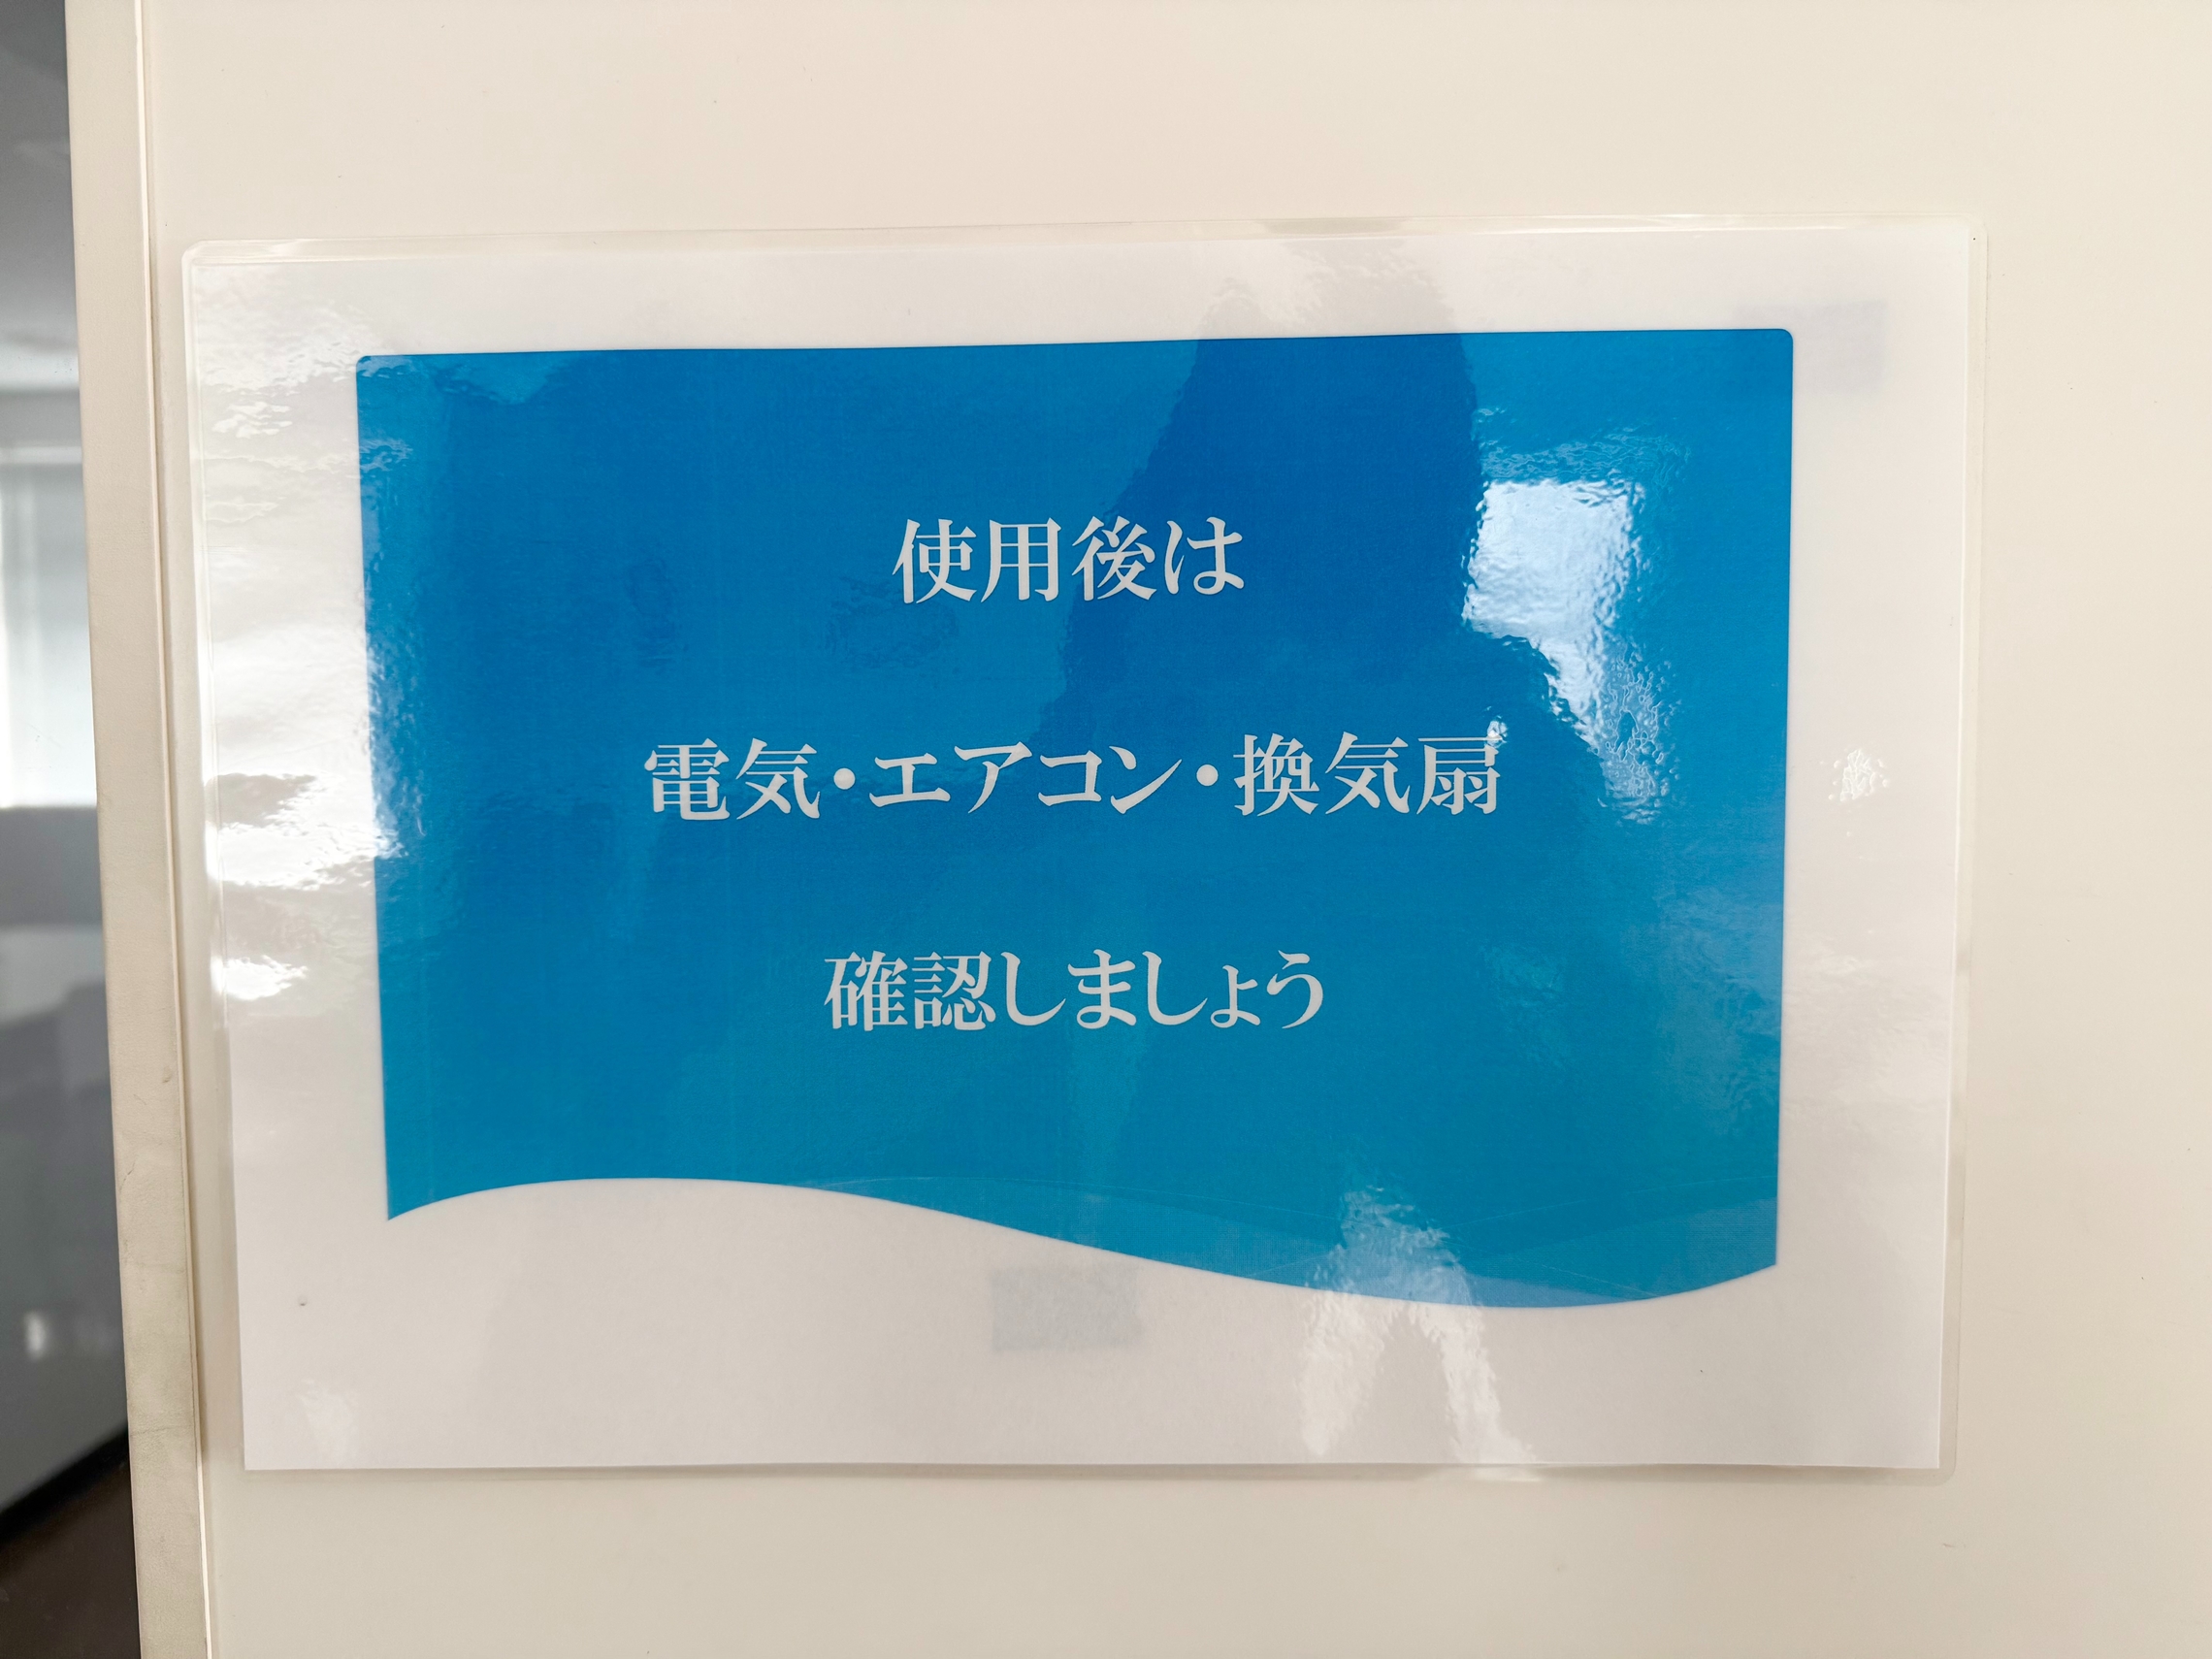 使用後は
電気・エアコン・換気扇
確認しましょう